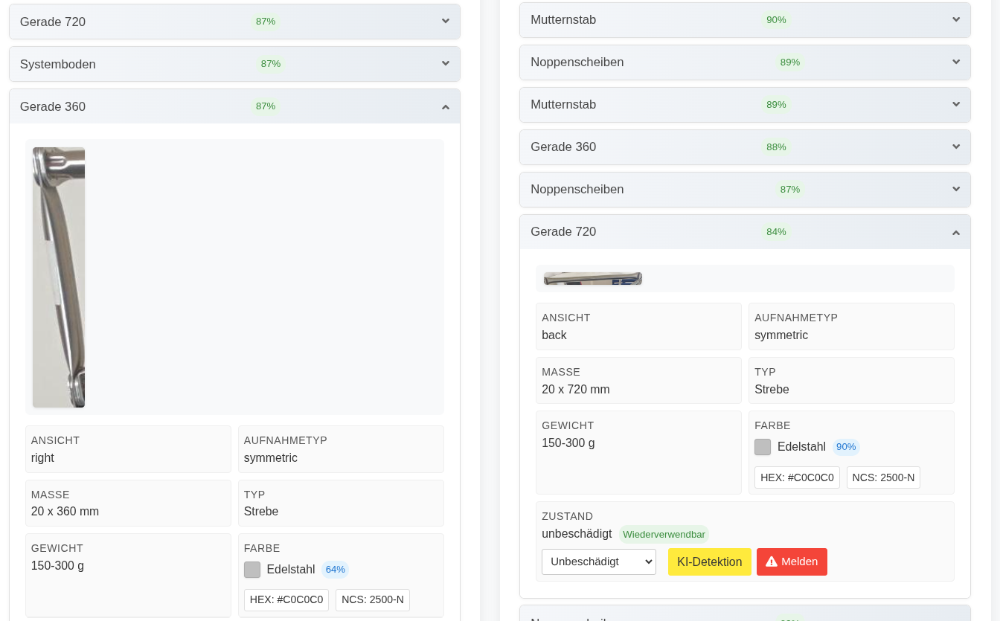 Gerade 720 87%
Systemboden 87%
Gerade 360 87%
ANSICHT
right
AUFNAHMETYP
symmetric
MASSE
20 x 360 mm
TYP
Strebe
GEWICHT
150-300 g
FARBE
Edelstahl 64%
HEX: #C0C0C0 NCS: 2500-N
Mutternstab 90%
Noppenscheiben 89%
Mutternstab 89%
Gerade 360 88%
Noppenscheiben 87%
Gerade 720 84%
ANSICHT
back
AUFNAHMETYP
symmetric
MASSE
20 x 720 mm
TYP
Strebe
GEWICHT
150-300 g
FARBE
Edelstahl 90%
HEX: #C0C0C0 NCS: 2500-N
ZUSTAND
unbeschädigt Wiederverwendbar
Unbeschädigt KI-Detektion Melden